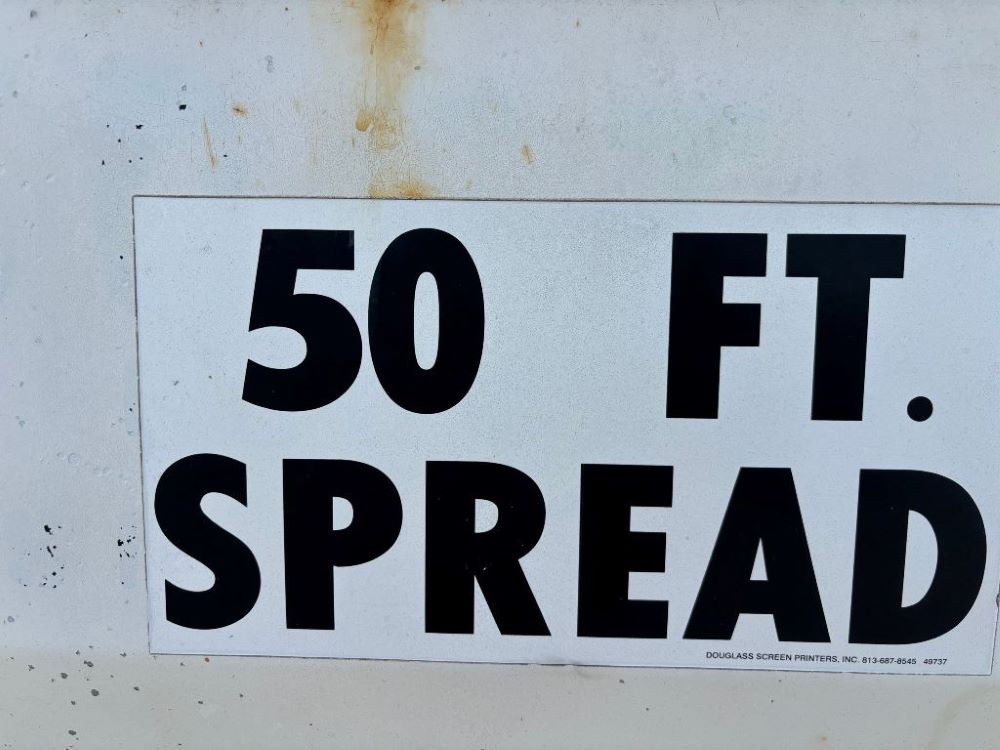 50 FT.
SPREAD
DOUGLASS SCREEN PRINTERS, INC. 813-687-8545 49737